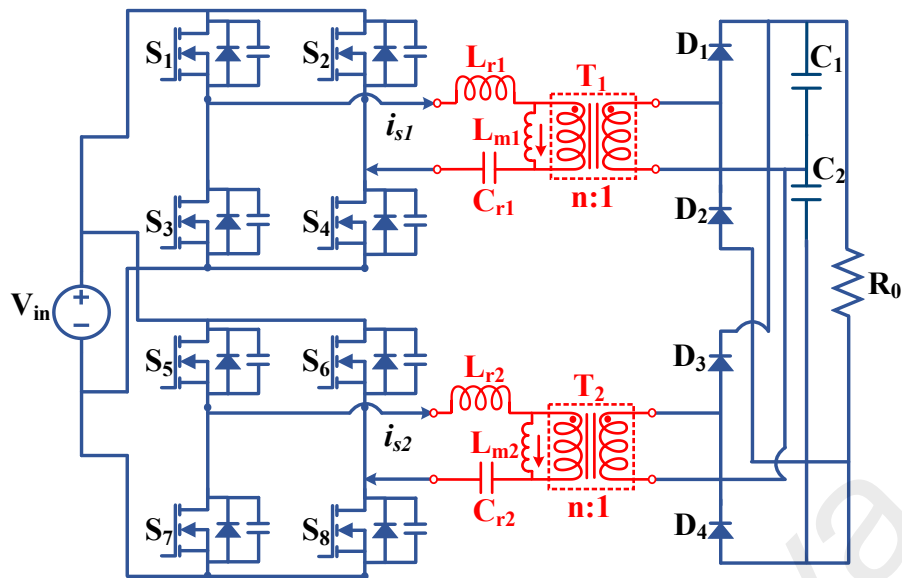 S1
S2
Lr1
T1
D1
C1
is1
Lm1
Cr1
n:1
C2
S3
S4
D2
Vin
+
−
R0
S5
S6
Lr2
T2
D3
is2
Lm2
Cr2
n:1
S7
S8
D4